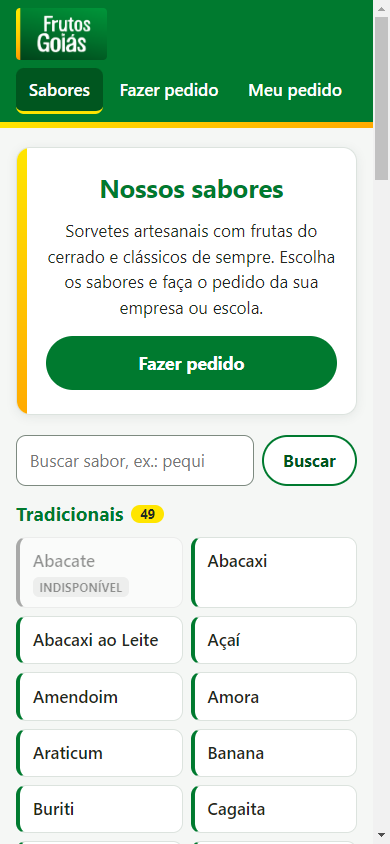 Frutos
Goiás
Sabores
Fazer pedido
Meu pedido
Nossos sabores
Sorvetes artesanais com frutas do
cerrado e clássicos de sempre. Escolha
os sabores e faça o pedido da sua
empresa ou escola.
Fazer pedido
Buscar sabor, ex.: pequi
Buscar
Tradicionais 49
Abacate
INDISPONÍVEL
Abacaxi
Abacaxi ao Leite
Açaí
Amendoim
Amora
Araticum
Banana
Buriti
Cagaita